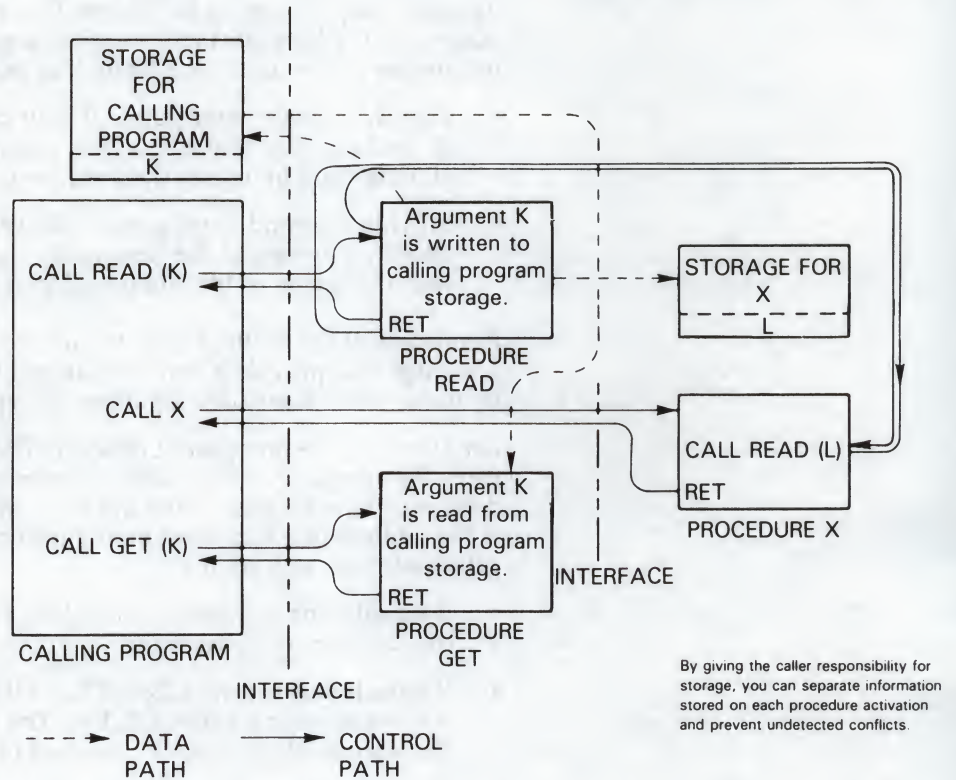 STORAGE
FOR
CALLING
PROGRAM
K
CALL READ (K)
CALL X
CALL GET (K)
CALLING PROGRAM
INTERFACE
Argument K
is written to
calling program
storage.
RET
PROCEDURE
READ
Argument K
is read from
calling program
storage.
RET
PROCEDURE
GET
INTERFACE
STORAGE FOR
X
L
CALL READ (L)
RET
PROCEDURE X
By giving the caller responsibility for
storage, you can separate information
stored on each procedure activation
and prevent undetected conflicts.
DATA
PATH
CONTROL
PATH